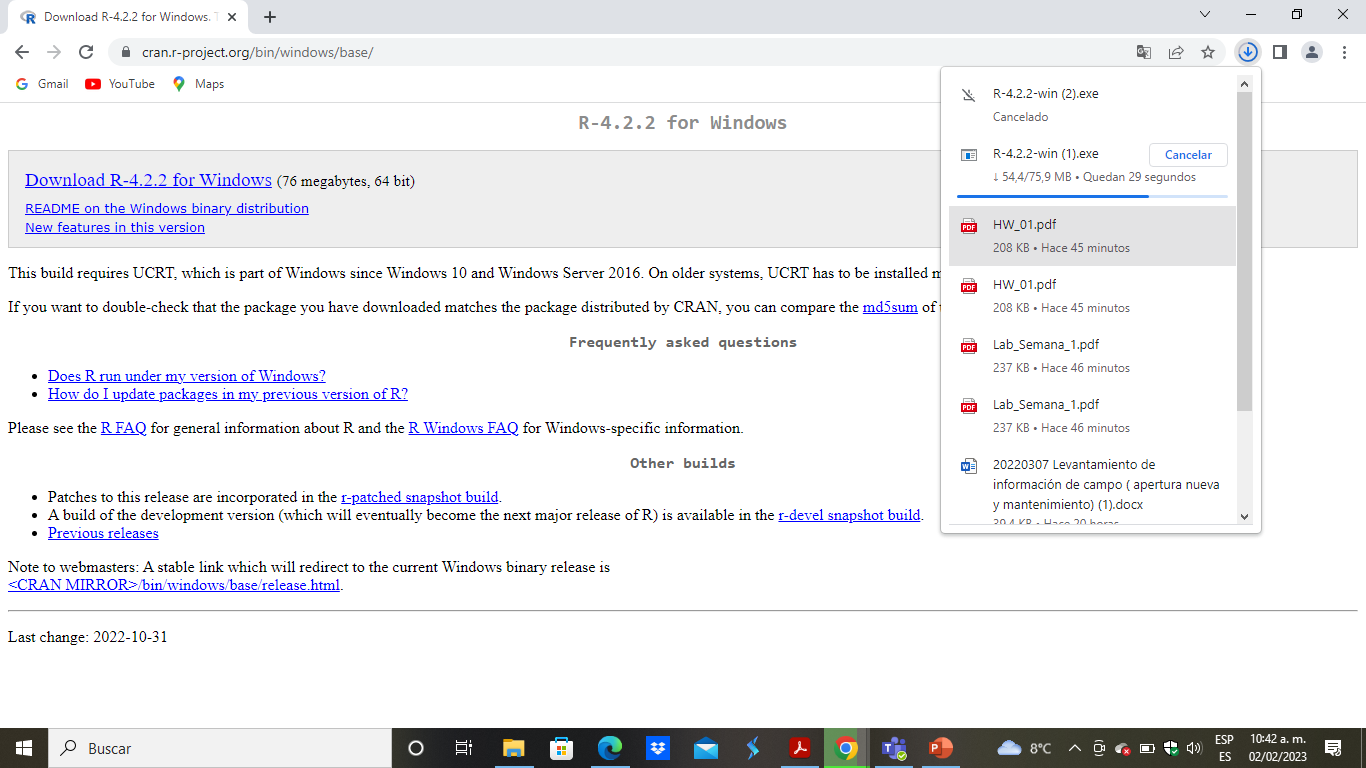 Download R-4.2.2 for Windows. T
cran.r-project.org/bin/windows/base/
Gmail
YouTube
Maps
R-4.2.2 for Windows
Download R-4.2.2 for Windows (76 megabytes, 64 bit)
README on the Windows binary distribution
New features in this version
This build requires UCRT, which is part of Windows since Windows 10 and Windows Server 2016. On older systems, UCRT has to be installed
If you want to double-check that the package you have downloaded matches the package distributed by CRAN, you can compare the md5sum of
Frequently asked questions
Does R run under my version of Windows?
How do I update packages in my previous version of R?
Please see the R FAQ for general information about R and the R Windows FAQ for Windows-specific information.
Other builds
Patches to this release are incorporated in the r-patched snapshot build.
A build of the development version (which will eventually become the next major release of R) is available in the r-devel snapshot build.
Previous releases
Note to webmasters: A stable link which will redirect to the current Windows binary release is
<CRAN MIRROR>/bin/windows/base/release.html.
Last change: 2022-10-31
R-4.2.2-win (2).exe
Cancelado
R-4.2.2-win (1).exe
Cancelar
↓ 54,4/75,9 MB • Quedan 29 segundos
HW_01.pdf
208 KB • Hace 45 minutos
HW_01.pdf
208 KB • Hace 45 minutos
Lab_Semana_1.pdf
237 KB • Hace 46 minutos
Lab_Semana_1.pdf
237 KB • Hace 46 minutos
20220307 Levantamiento de
información de campo ( apertura nueva
y mantenimiento) (1).docx
39,4 KB • Hace 20 horas
Buscar
8°C
ESP
ES
10:42 a. m.
02/02/2023